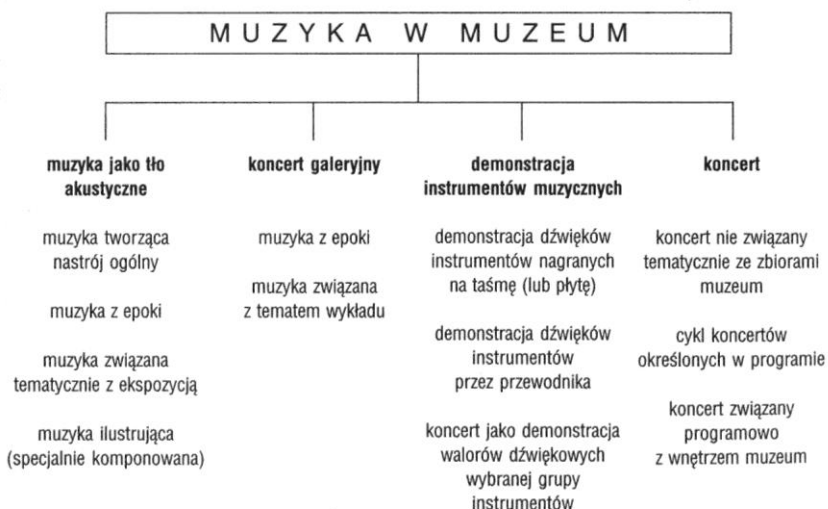 MUZYKA W MUZEUM
muzyka jako tło
akustyczne
muzyka tworząca
nastrój ogólny
muzyka z epoki
muzyka związana
tematycznie z ekspozycją
muzyka ilustrująca
(specjalnie komponowana)
koncert galeryjny
muzyka z epoki
muzyka związana
z tematem wykładu
demonstracja
instrumentów muzycznych
demonstracja dźwięków
instrumentów nagranych
na taśmę (lub płytę)
demonstracja dźwięków
instrumentów
przez przewodnika
koncert jako demonstracja
walorów dźwiękowych
wybranej grupy
instrumentów
koncert
koncert nie związany
tematycznie ze zbiorami
muzeum
cykl koncertów
określonych w programie
koncert związany
programowo
z wnętrzem muzeum